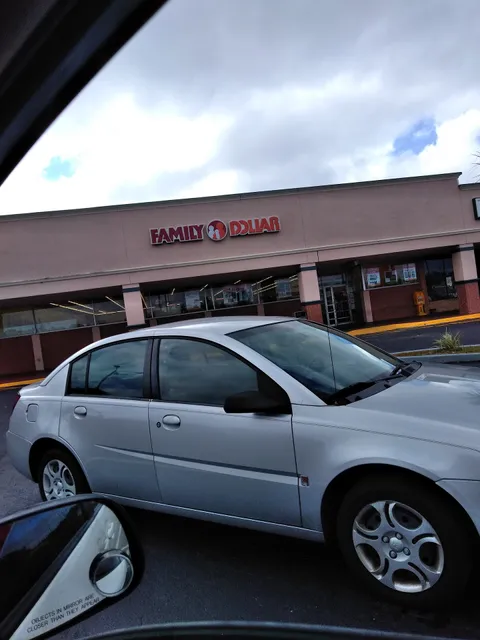 FAMILY DOLLAR
OBJECTS IN MIRROR ARE
CLOSER THAN THEY APPEAR